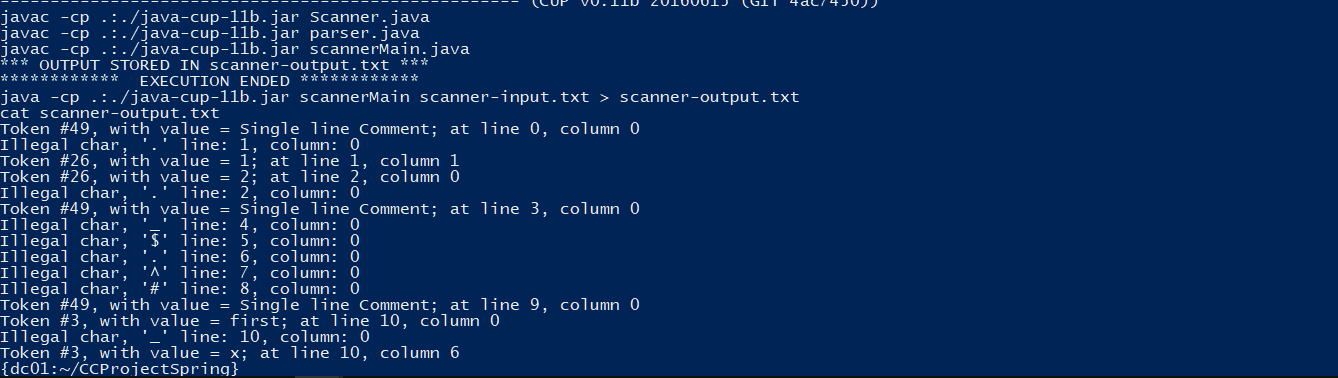 ---------------------------------------------------- (CUP v0.11b 20160615 (GIT 4ac7450))
javac -cp .:./java-cup-11b.jar Scanner.java
javac -cp .:./java-cup-11b.jar parser.java
javac -cp .:./java-cup-11b.jar scannerMain.java
*** OUTPUT STORED IN scanner-output.txt ***
************  EXECUTION ENDED ************
java -cp .:./java-cup-11b.jar scannerMain scanner-input.txt > scanner-output.txt
cat scanner-output.txt
Token #49, with value = Single line Comment; at line 0, column 0
Illegal char, '.' line: 1, column: 0
Token #26, with value = 1; at line 1, column 1
Token #26, with value = 2; at line 2, column 0
Illegal char, '.' line: 2, column: 0
Token #49, with value = Single line Comment; at line 3, column 0
Illegal char, '_' line: 4, column: 0
Illegal char, '$' line: 5, column: 0
Illegal char, '.' line: 6, column: 0
Illegal char, '^' line: 7, column: 0
Illegal char, '#' line: 8, column: 0
Token #49, with value = Single line Comment; at line 9, column 0
Token #3, with value = first; at line 10, column 0
Illegal char, '_' line: 10, column: 0
Token #3, with value = x; at line 10, column 6
{dc01:~/CCProjectSpring}